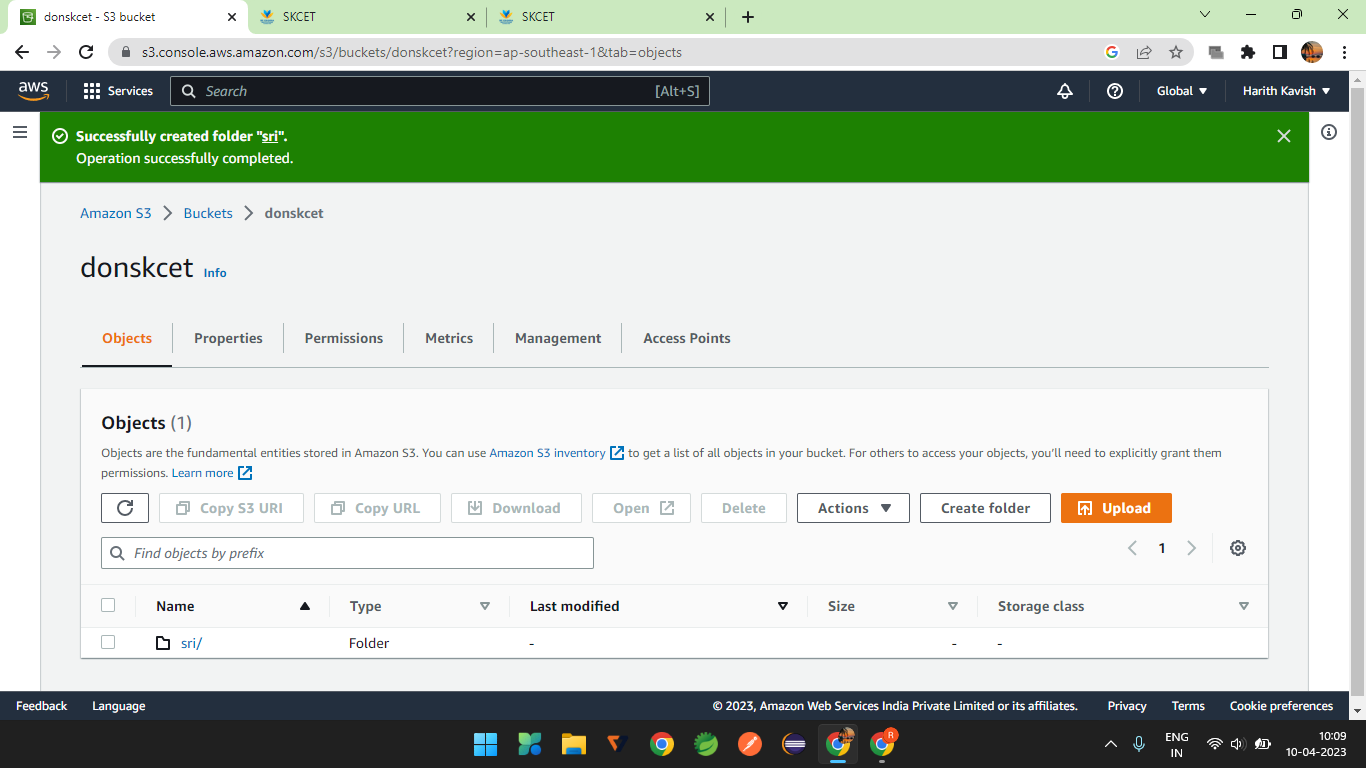 donskcet - S3 bucket
SKCET
SKCET
s3.console.aws.amazon.com/s3/buckets/donskcet?region=ap-southeast-1&tab=objects
aws
Services
Search
[Alt+S]
Global
Harith Kavish
Successfully created folder "sri".
Operation successfully completed.
Amazon S3
Buckets
donskcet
donskcet Info
Objects
Properties
Permissions
Metrics
Management
Access Points
Objects (1)
Objects are the fundamental entities stored in Amazon S3. You can use Amazon S3 inventory to get a list of all objects in your bucket. For others to access your objects, you'll need to explicitly grant them
permissions. Learn more
Copy S3 URI
Copy URL
Download
Open
Delete
Actions
Create folder
Upload
Find objects by prefix
1
Name
Type
Last modified
Size
Storage class
sri/
Folder
-
-
-
Feedback
Language
© 2023, Amazon Web Services India Private Limited or its affiliates.
Privacy
Terms
Cookie preferences
R
ENG
IN
10:09
10-04-2023